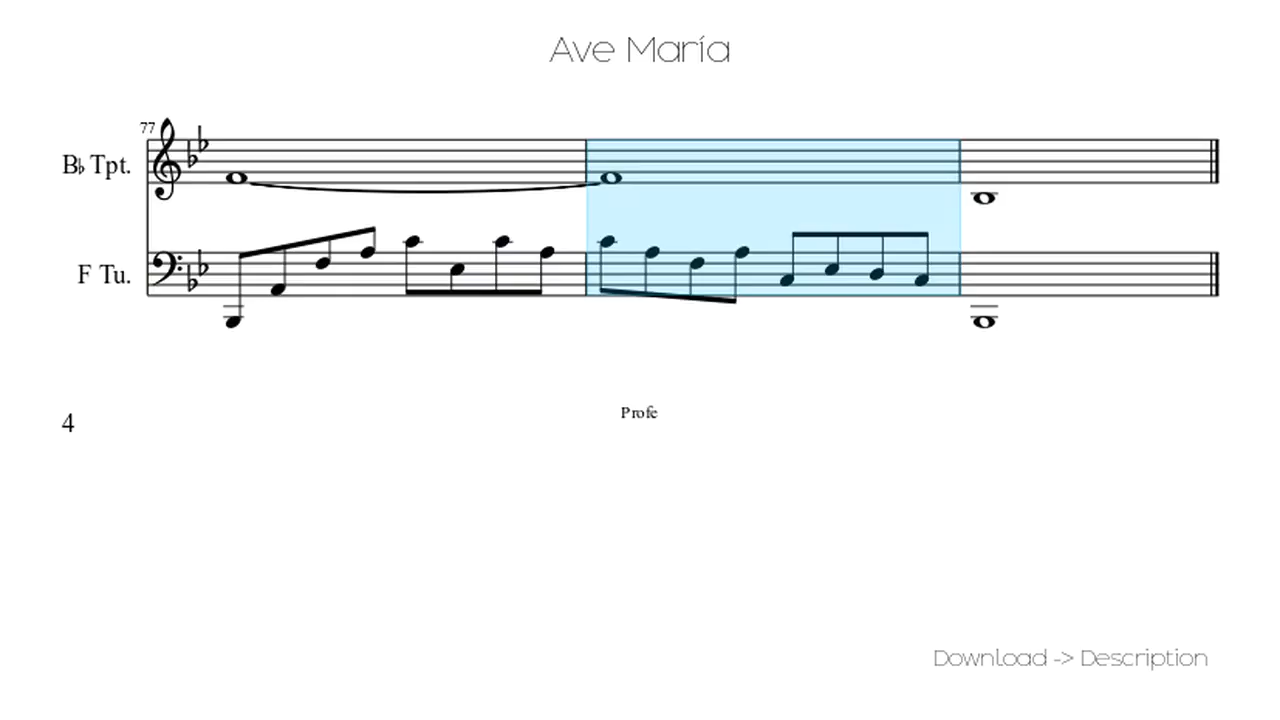 Ave María
77
B♭ Tpt.
F Tu.
4
Profe
Download -> Description